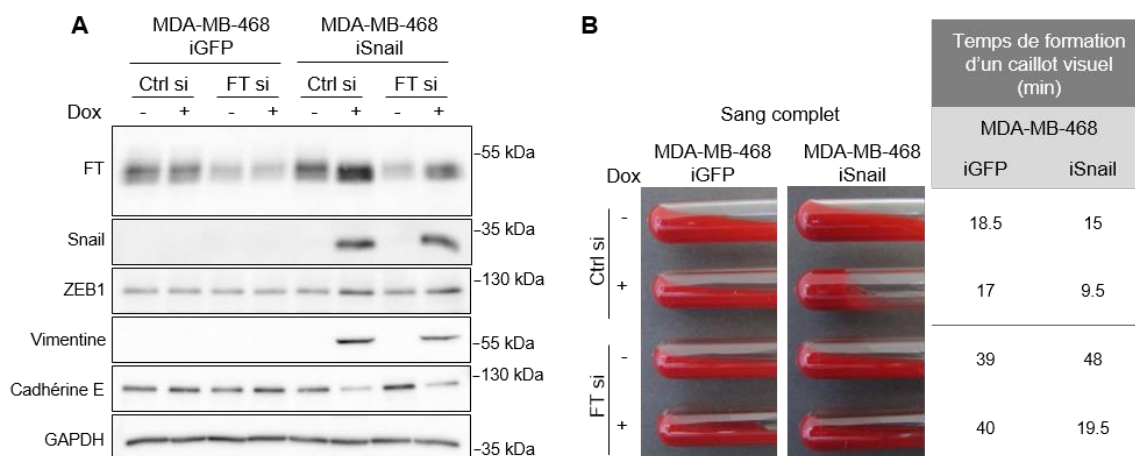 A
MDA-MB-468
iGFP
MDA-MB-468
iSnail
Ctrl si
FT si
Ctrl si
FT si
Dox
- + - + - + - +
FT
–55 kDa
Snail
–35 kDa
ZEB1
–130 kDa
Vimentine
–55 kDa
Cadhérine E
–130 kDa
GAPDH
–35 kDa
B
Sang complet
MDA-MB-468
iGFP
MDA-MB-468
iSnail
Dox
Ctrl si
-
+
FT si
-
+
Temps de formation
d'un caillot visuel
(min)
MDA-MB-468
iGFP iSnail
18.5 15
17 9.5
39 48
40 19.5